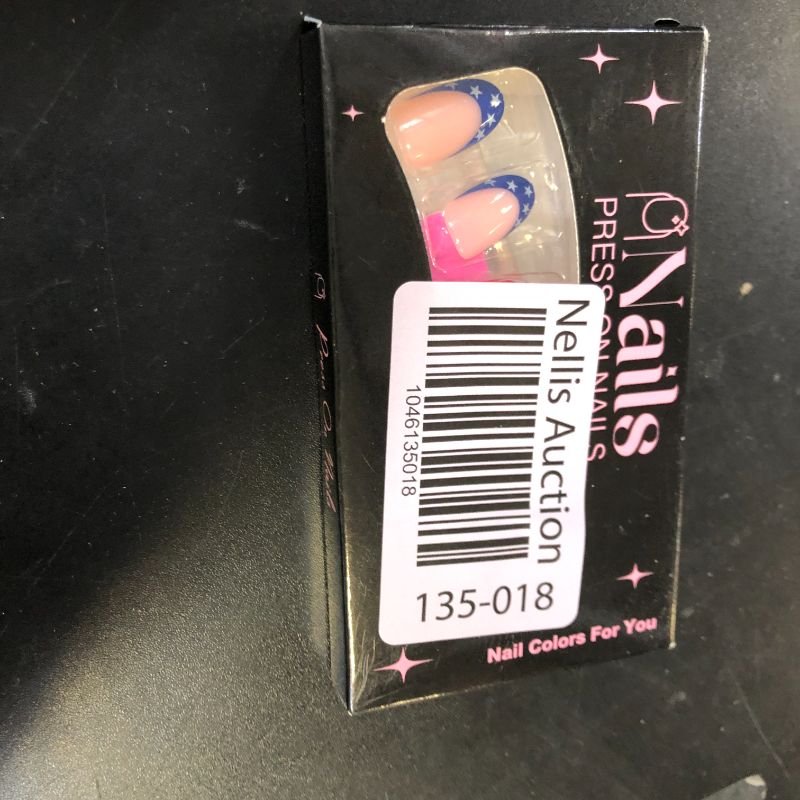 Nails
PRESS ON NAILS
Nellis Auction
1046135018
135-018
Nail Colors For You